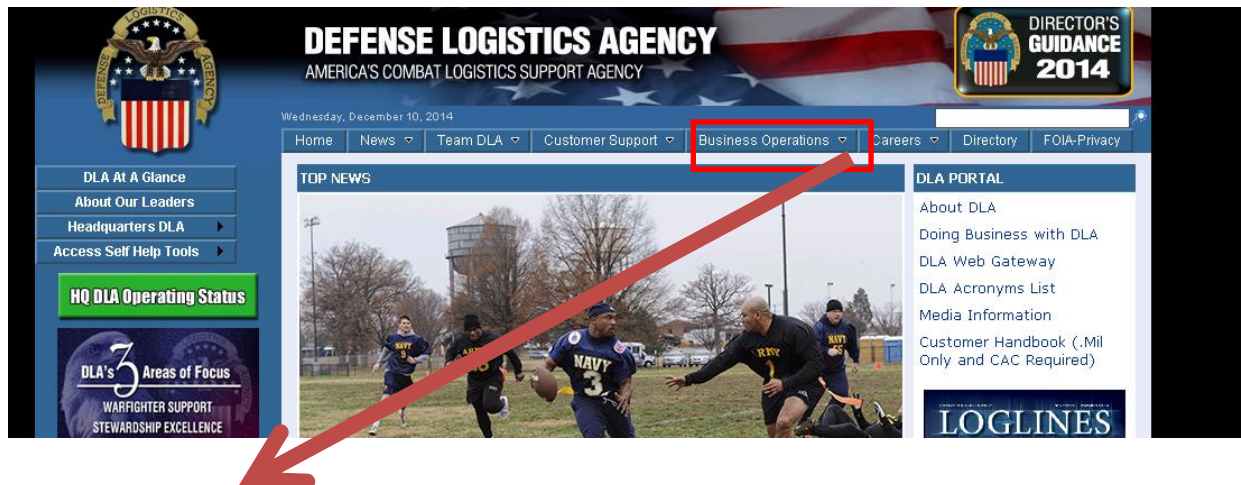 DEFENSE LOGISTICS AGENCY
DEFENSE LOGISTICS AGENCY
AMERICA'S COMBAT LOGISTICS SUPPORT AGENCY
DIRECTOR'S
GUIDANCE
2014
Wednesday, December 10, 2014
Home News Team DLA Customer Support Business Operations Careers Directory FOIA-Privacy
DLA At A Glance
About Our Leaders
Headquarters DLA
Access Self Help Tools
HQ DLA Operating Status
DLA's 3 Areas of Focus
WARFIGHTER SUPPORT
STEWARDSHIP EXCELLENCE
TOP NEWS
NAVY
9
NAVY
3
NAVY
DLA PORTAL
About DLA
Doing Business with DLA
DLA Web Gateway
DLA Acronyms List
Media Information
Customer Handbook (.Mil
Only and CAC Required)
LOGLINES